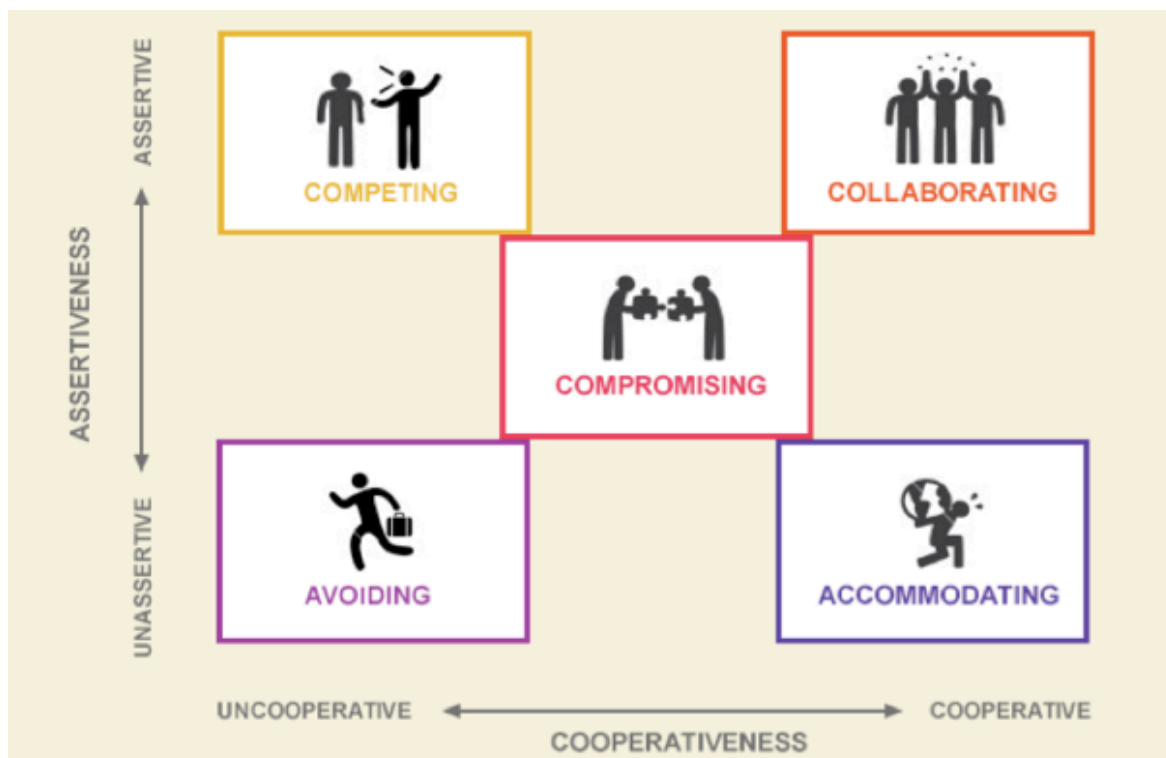 ASSERTIVE
COMPETING
COLLABORATING
ASSERTIVENESS
COMPROMISING
UNASSERTIVE
AVOIDING
ACCOMMODATING
UNCOOPERATIVE
COOPERATIVE
COOPERATIVENESS